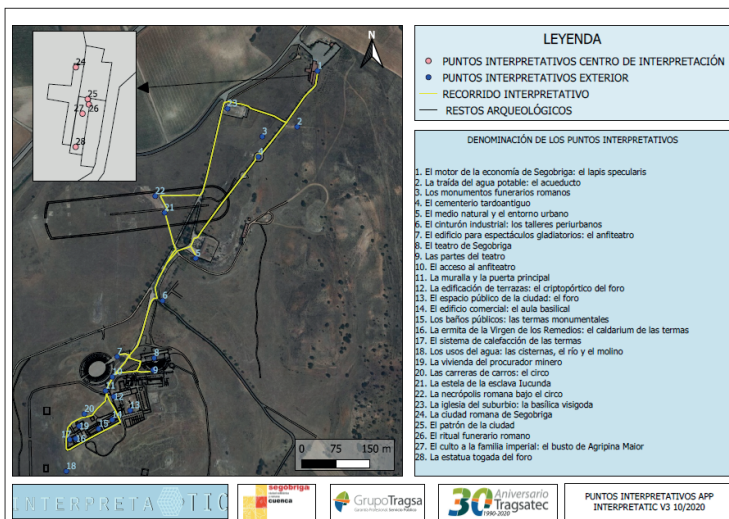 24
25
26
27
28
N
1
23
2
3
4
22
21
5
6
7
8
9
10
11
12
13
14
15
20
19
17
16
18
0 75 150 m
LEYENDA
PUNTOS INTERPRETATIVOS CENTRO DE INTERPRETACIÓN
PUNTOS INTERPRETATIVOS EXTERIOR
RECORRIDO INTERPRETATIVO
RESTOS ARQUEOLÓGICOS
DENOMINACIÓN DE LOS PUNTOS INTERPRETATIVOS
1. El motor de la economía de Segobriga: el lapis specularis
2. La traída del agua potable: el acueducto
3. Los monumentos funerarios romanos
4. El cementerio tardoantiguo
5. El medio natural y el entorno urbano
6. El cinturón industrial: los talleres periurbanos
7. El edificio para espectáculos gladiatorios: el anfiteatro
8. El teatro de Segobriga
9. Las partes del teatro
10. El acceso al anfiteatro
11. La muralla y la puerta principal
12. La edificación de terrazas: el criptopórtico del foro
13. El espacio público de la ciudad: el foro
14. El edificio comercial: el aula basilical
15. Los baños públicos: las termas monumentales
16. La ermita de la Virgen de los Remedios: el caldarium de las termas
17. El sistema de calefacción de las termas
18. Los usos del agua: las cisternas, el río y el molino
19. La vivienda del procurador minero
20. Las carreras de carros: el circo
21. La estela de la esclava Iucunda
22. La necrópolis romana bajo el circo
23. La iglesia del suburbio: la basílica visigoda
24. La ciudad romana de Segobriga
25. El patrón de la ciudad
26. El ritual funerario romano
27. El culto a la familia imperial: el busto de Agripina Maior
28. La estatua togada del foro
INTERPRETA TIC
segobriga
cuenca
GrupoTragsa
30 Aniversario
Tragsatec
1990-2020
PUNTOS INTERPRETATIVOS APP
INTERPRETATIC V3 10/2020